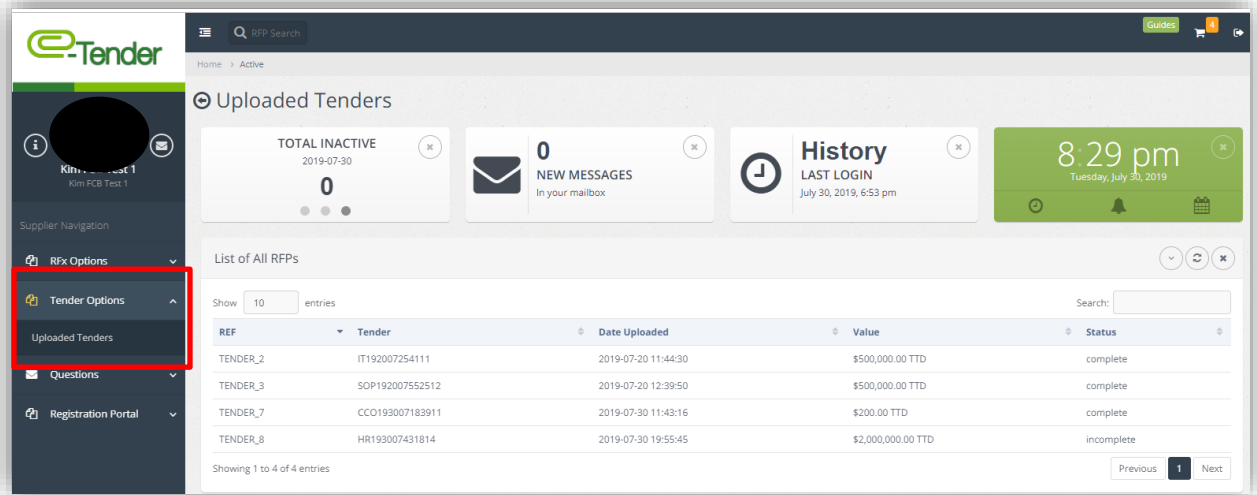 e-Tender
RFP Search
Guides
4
Home > Active
Uploaded Tenders
TOTAL INACTIVE
2019-07-30
0
0
NEW MESSAGES
In your mailbox
History
LAST LOGIN
July 30, 2019, 6:53 pm
8:29 pm
Tuesday, July 30, 2019
Kim FCB Test 1
Kim FCB Test 1
Supplier Navigation
RFx Options
Tender Options
Uploaded Tenders
Questions
Registration Portal
List of All RFPs
Show 10 entries
Search:
REF Tender Date Uploaded Value Status
TENDER_2 IT192007254111 2019-07-20 11:44:30 $500,000.00 TTD complete
TENDER_3 SOP192007552512 2019-07-20 12:39:50 $500,000.00 TTD complete
TENDER_7 CCO193007183911 2019-07-30 11:43:16 $200.00 TTD complete
TENDER_8 HR193007431814 2019-07-30 19:55:45 $2,000,000.00 TTD incomplete
Showing 1 to 4 of 4 entries
Previous 1 Next